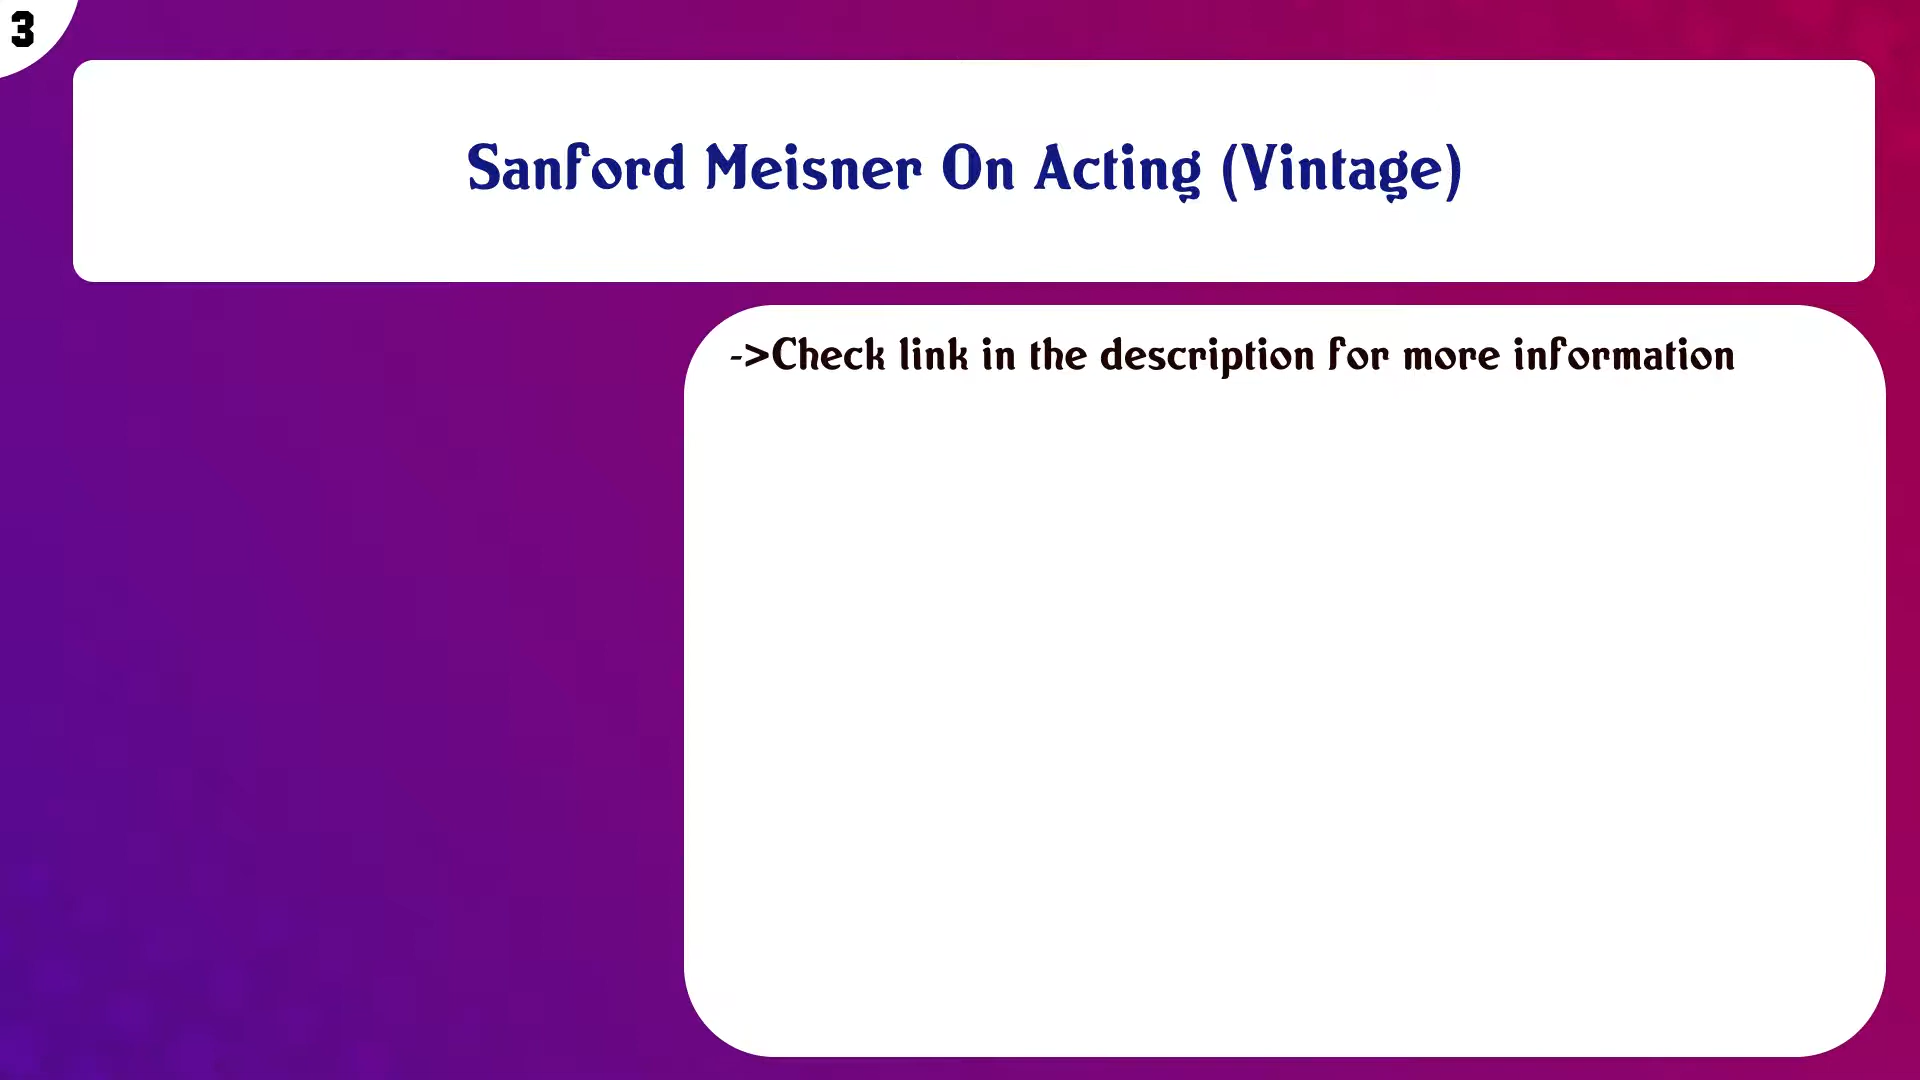 3
Sanford Meisner On Acting (Vintage)
->Check link in the description for more information